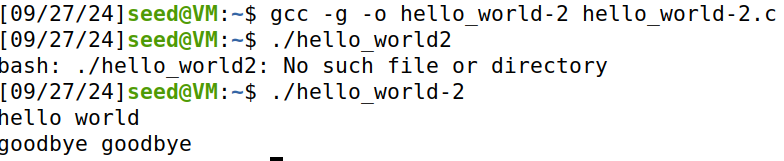 [09/27/24]seed@VM:~$ gcc -g -o hello_world-2 hello_world-2.c
[09/27/24]seed@VM:~$ ./hello_world2
bash: ./hello_world2: No such file or directory
[09/27/24]seed@VM:~$ ./hello_world-2
hello world
goodbye goodbye